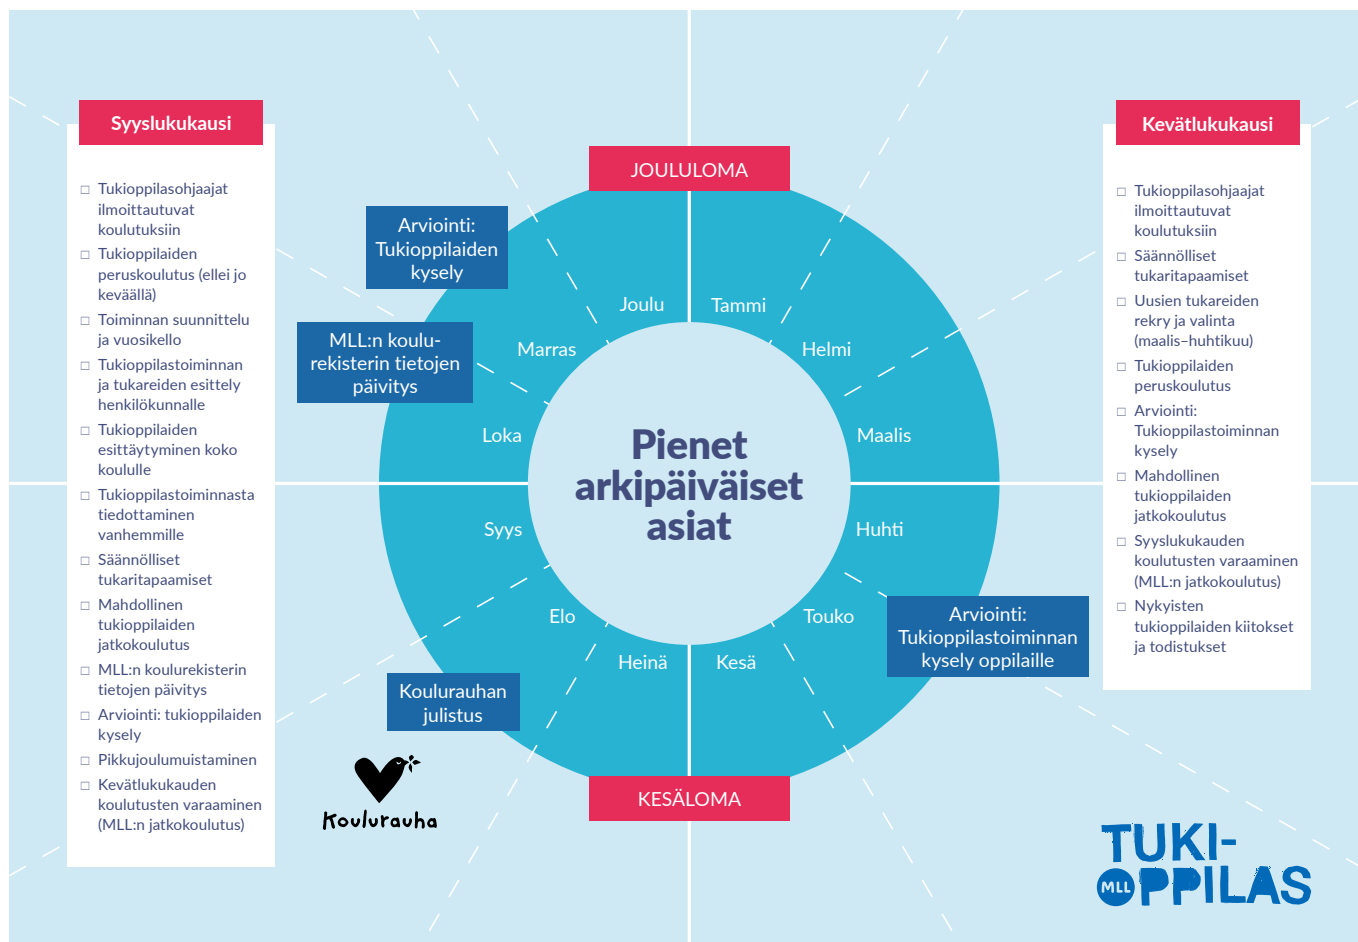 Syyslukukausi
□ Tukioppilasohjaajat
ilmoittautuvat
koulutuksiin
□ Tukioppilaiden
peruskoulutus (ellei jo
keväällä)
□ Toiminnan suunnittelu
ja vuosikello
□ Tukioppilastoiminnan
ja tukareiden esittely
henkilökunnalle
□ Tukioppilaiden
esittäytyminen koko
koululle
□ Tukioppilastoiminnasta
tiedottaminen
vanhemmille
□ Säännölliset
tukaritapaamiset
□ Mahdollinen
tukioppilaiden
jatkokoulutus
□ MLL:n koulurekisterin
tietojen päivitys
□ Arviointi: tukioppilaiden
kysely
□ Pikkujoulumuistaminen
□ Kevätlukukauden
koulutusten varaaminen
(MLL:n jatkokoulutus)
JOULULOMA
Arviointi:
Tukioppilaiden
kysely
MLL:n koulu-
rekisterin tietojen
päivitys
Joulu
Tammi
Marras
Helmi
Loka
Maalis
Pienet
arkipäiväiset
asiat
Syys
Huhti
Elo
Touko
Heinä
Kesä
Koulurauhan
julistus
Arviointi:
Tukioppilastoiminnan
kysely oppilaille
KESÄLOMA
Koulurauha
Kevätlukukausi
□ Tukioppilasohjaajat
ilmoittautuvat
koulutuksiin
□ Säännölliset
tukaritapaamiset
□ Uusien tukareiden
rekry ja valinta
(maalis–huhtikuu)
□ Tukioppilaiden
peruskoulutus
□ Arviointi:
Tukioppilastoiminnan
kysely
□ Mahdollinen
tukioppilaiden
jatkokoulutus
□ Syyslukukauden
koulutusten varaaminen
(MLL:n jatkokoulutus)
□ Nykyisten
tukioppilaiden kiitokset
ja todistukset
TUKI-
MLL OPPILAS